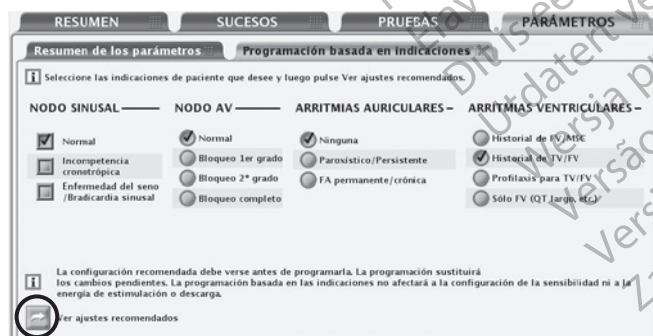 RESUMEN SUCESOS PRUEBAS PARÁMETROS
Resumen de los parámetros Programación basada en indicaciones
Seleccione las indicaciones de paciente que desee y luego pulse Ver ajustes recomendados.
NODO SINUSAL NODO AV ARRITMIAS AURICULARES ARRITMIAS VENTRICULARES
Normal Normal Ninguna Historial de FV/MSC
Incompetencia cronotrópica Bloqueo 1er grado Paroxístico/Persistente Historial de TV/FV
Enfermedad del seno /Bradicardia sinusal Bloqueo 2° grado FA permanente/crónica Profilaxis para TV/FV
Bloqueo completo Sólo FV (QT largo, etc.)
La configuración recomendada debe verse antes de programarla. La programación sustituirá
los cambios pendientes. La programación basada en las indicaciones no afectará a la configuración de la sensibilidad ni a la
energía de estimulación o descarga.
Ver ajustes recomendados
Dit is
Utdatert
Versão